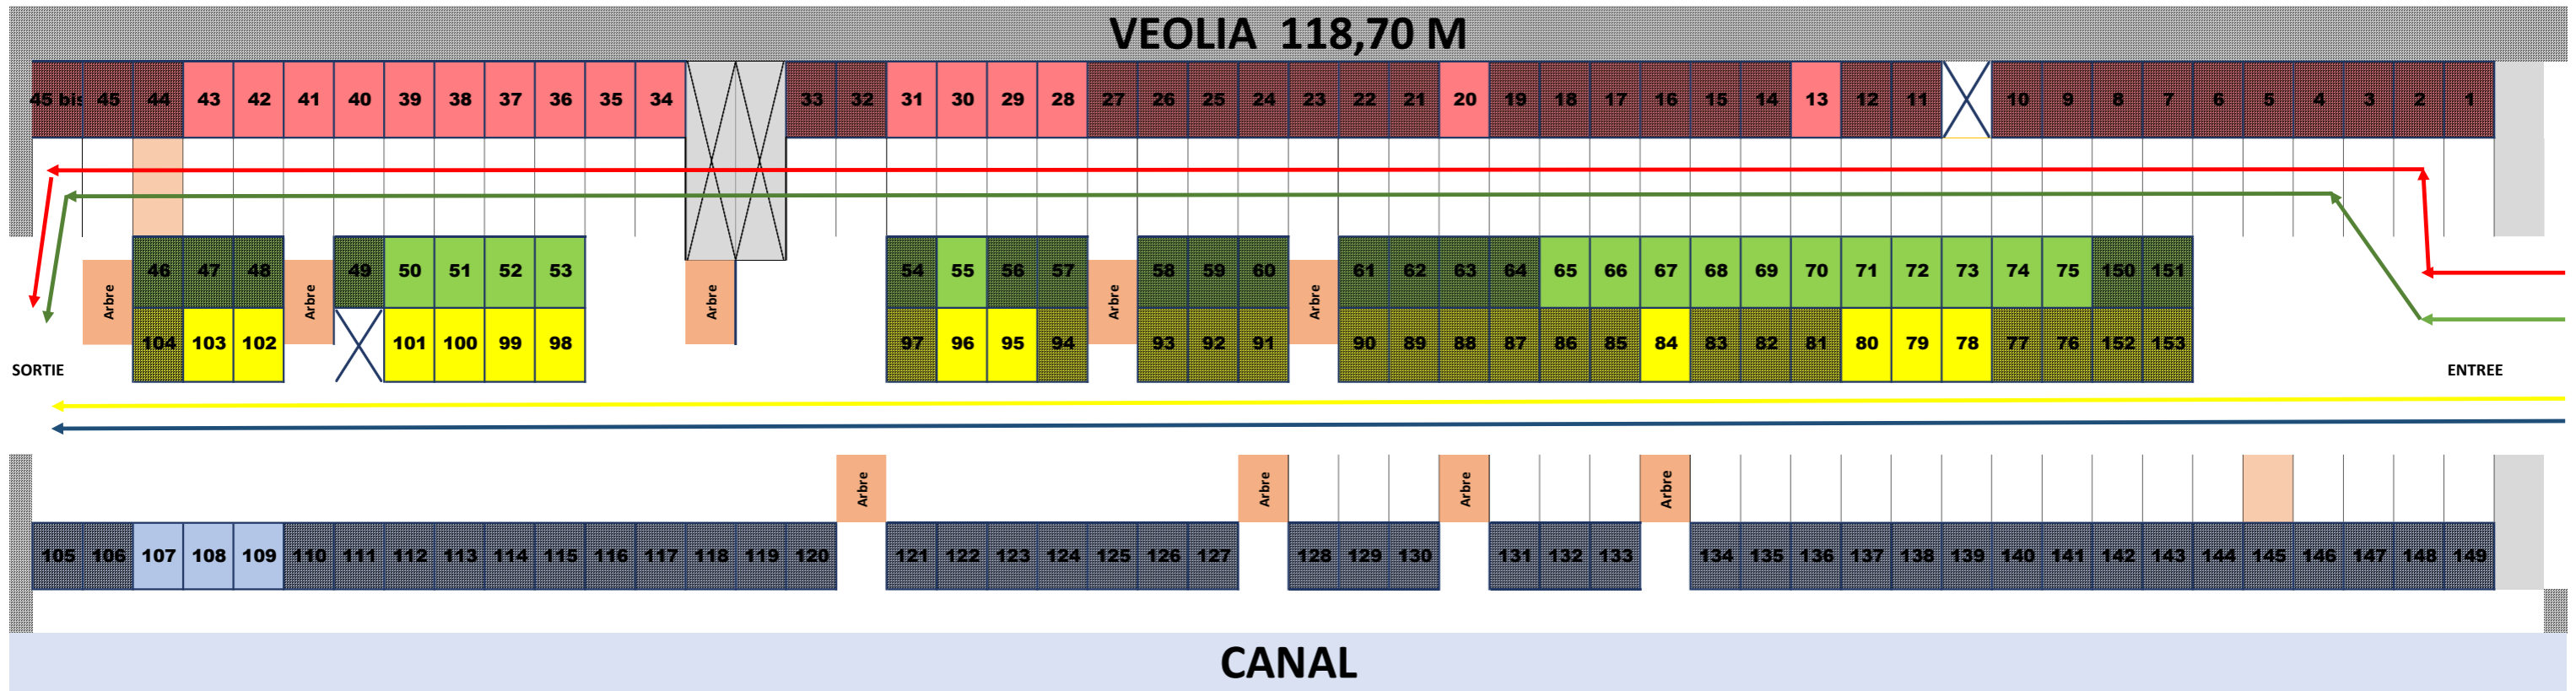 VEOLIA 118,70 M
45 bis 45 44 43 42 41 40 39 38 37 36 35 34 33 32 31 30 29 28 27 26 25 24 23 22 21 20 19 18 17 16 15 14 13 12 11 10 9 8 7 6 5 4 3 2 1
46 47 48 49 50 51 52 53 54 55 56 57 58 59 60 61 62 63 64 65 66 67 68 69 70 71 72 73 74 75 150 151
Arbre Arbre Arbre Arbre Arbre
104 103 102 101 100 99 98 97 96 95 94 93 92 91 90 89 88 87 86 85 84 83 82 81 80 79 78 77 76 152 153
SORTIE ENTREE
Arbre Arbre Arbre Arbre
105 106 107 108 109 110 111 112 113 114 115 116 117 118 119 120 121 122 123 124 125 126 127 128 129 130 131 132 133 134 135 136 137 138 139 140 141 142 143 144 145 146 147 148 149
CANAL